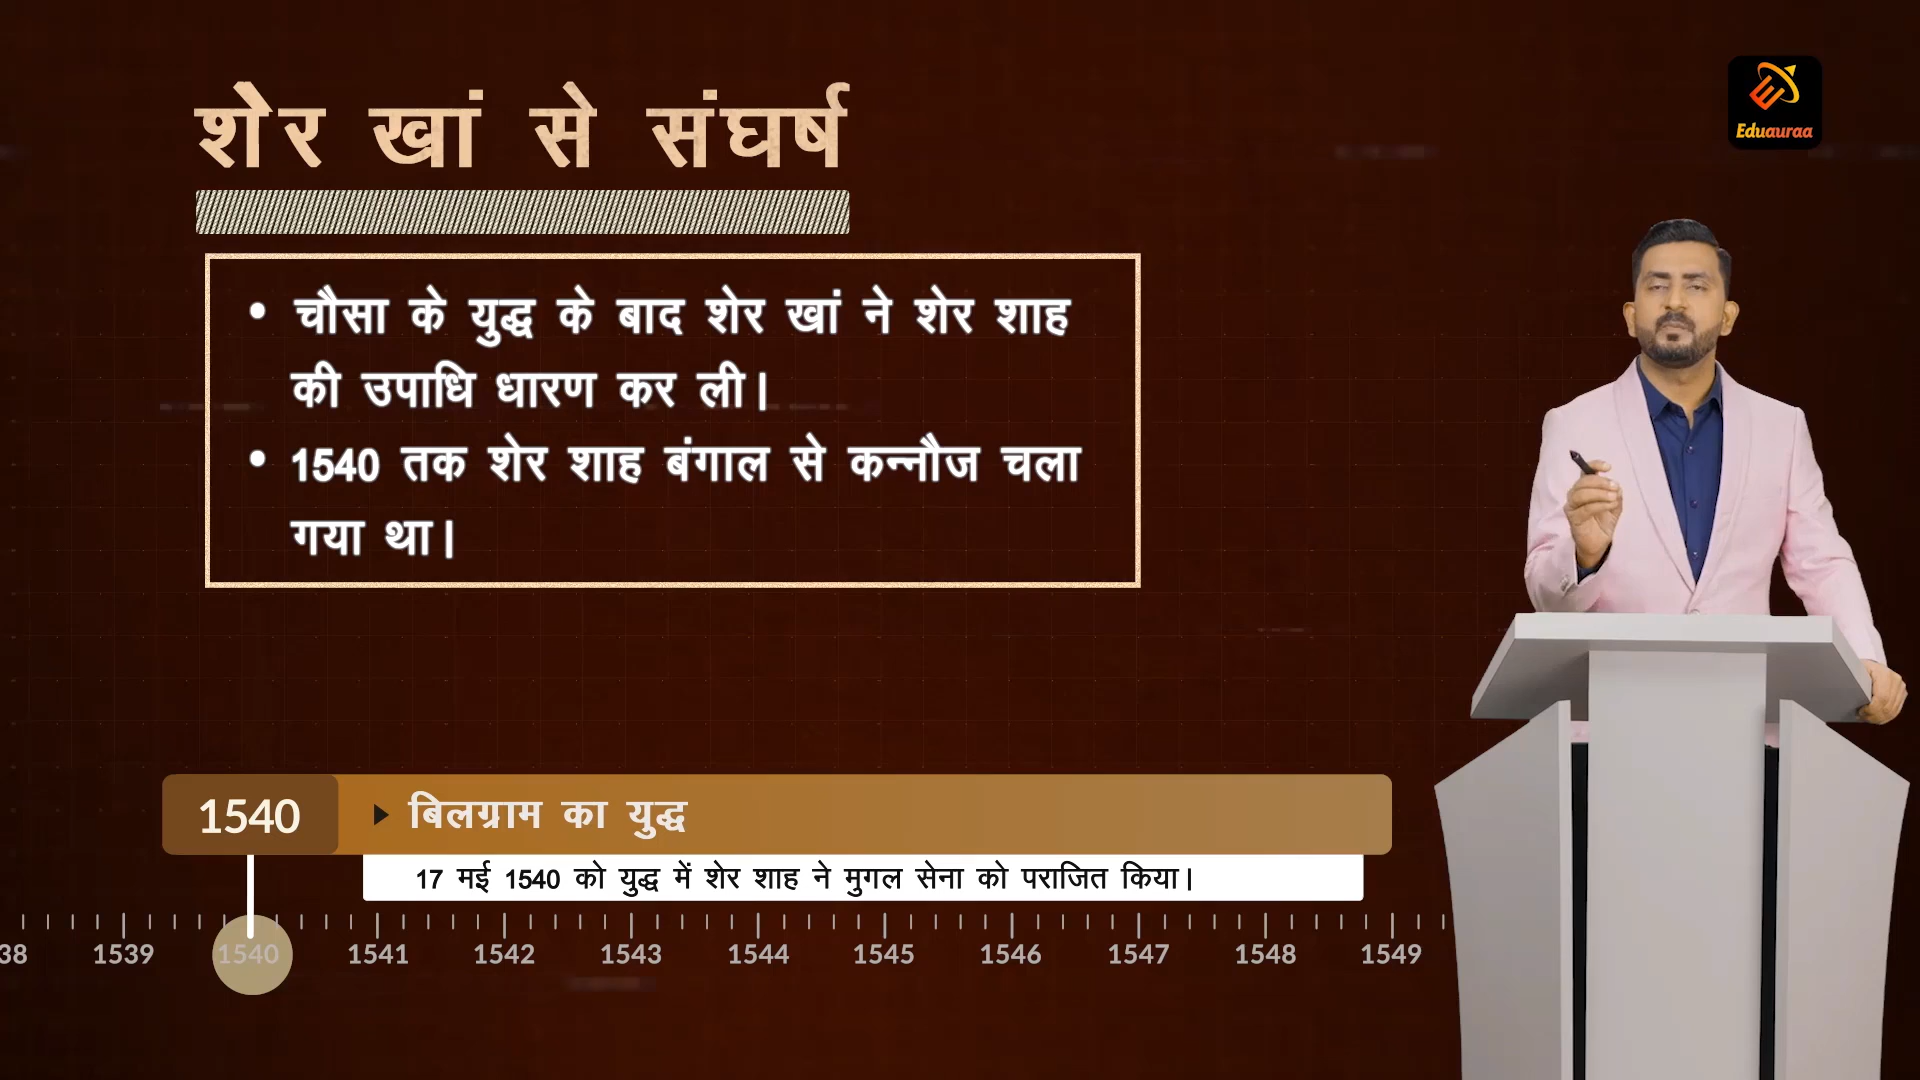 शेर खां से संघर्ष
Eduauraa
• चौसा के युद्ध के बाद शेर खां ने शेर शाह
की उपाधि धारण कर ली।
• 1540 तक शेर शाह बंगाल से कन्नौज चला
गया था।
1540 बिलग्राम का युद्ध
17 मई 1540 को युद्ध में शेर शाह ने मुगल सेना को पराजित किया।
38 1539 1540 1541 1542 1543 1544 1545 1546 1547 1548 1549